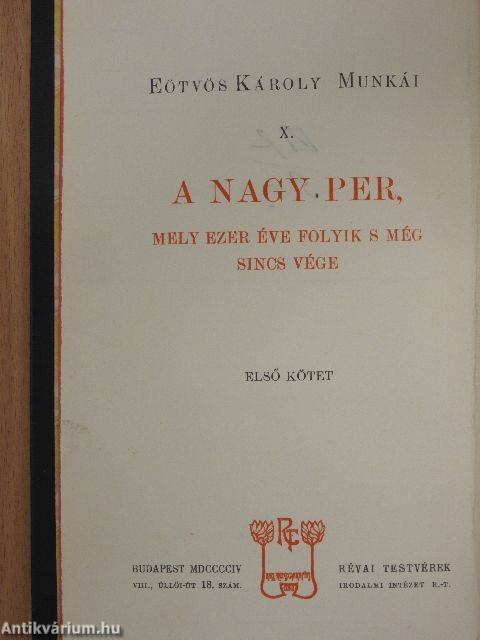 EÖTVÖS KÁROLY MUNKÁI
X.
A NAGY PER,
MELY EZER ÉVE FOLYIK S MÉG
SINCS VÉGE
ELSŐ KÖTET
BUDAPEST MDCCCCIV
VIII., ÜLLŐI-ÚT 18. SZÁM.
RÉVAI TESTVÉREK
IRODALMI INTÉZET R.-T.
Antikvárium.hu